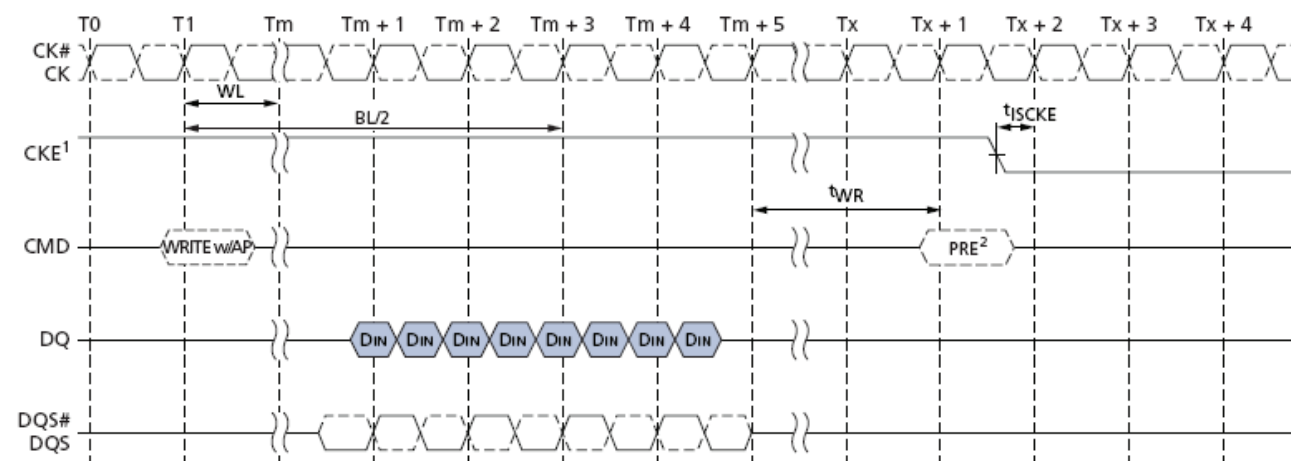 T0 T1 Tm Tm + 1 Tm + 2 Tm + 3 Tm + 4 Tm + 5 Tx Tx + 1 Tx + 2 Tx + 3 Tx + 4
CK#
CK
WL
BL/2
tISCKE
CKE1
tWR
CMD WRITE w/AP PRE2
DQ DIN DIN DIN DIN DIN DIN DIN DIN
DQS#
DQS